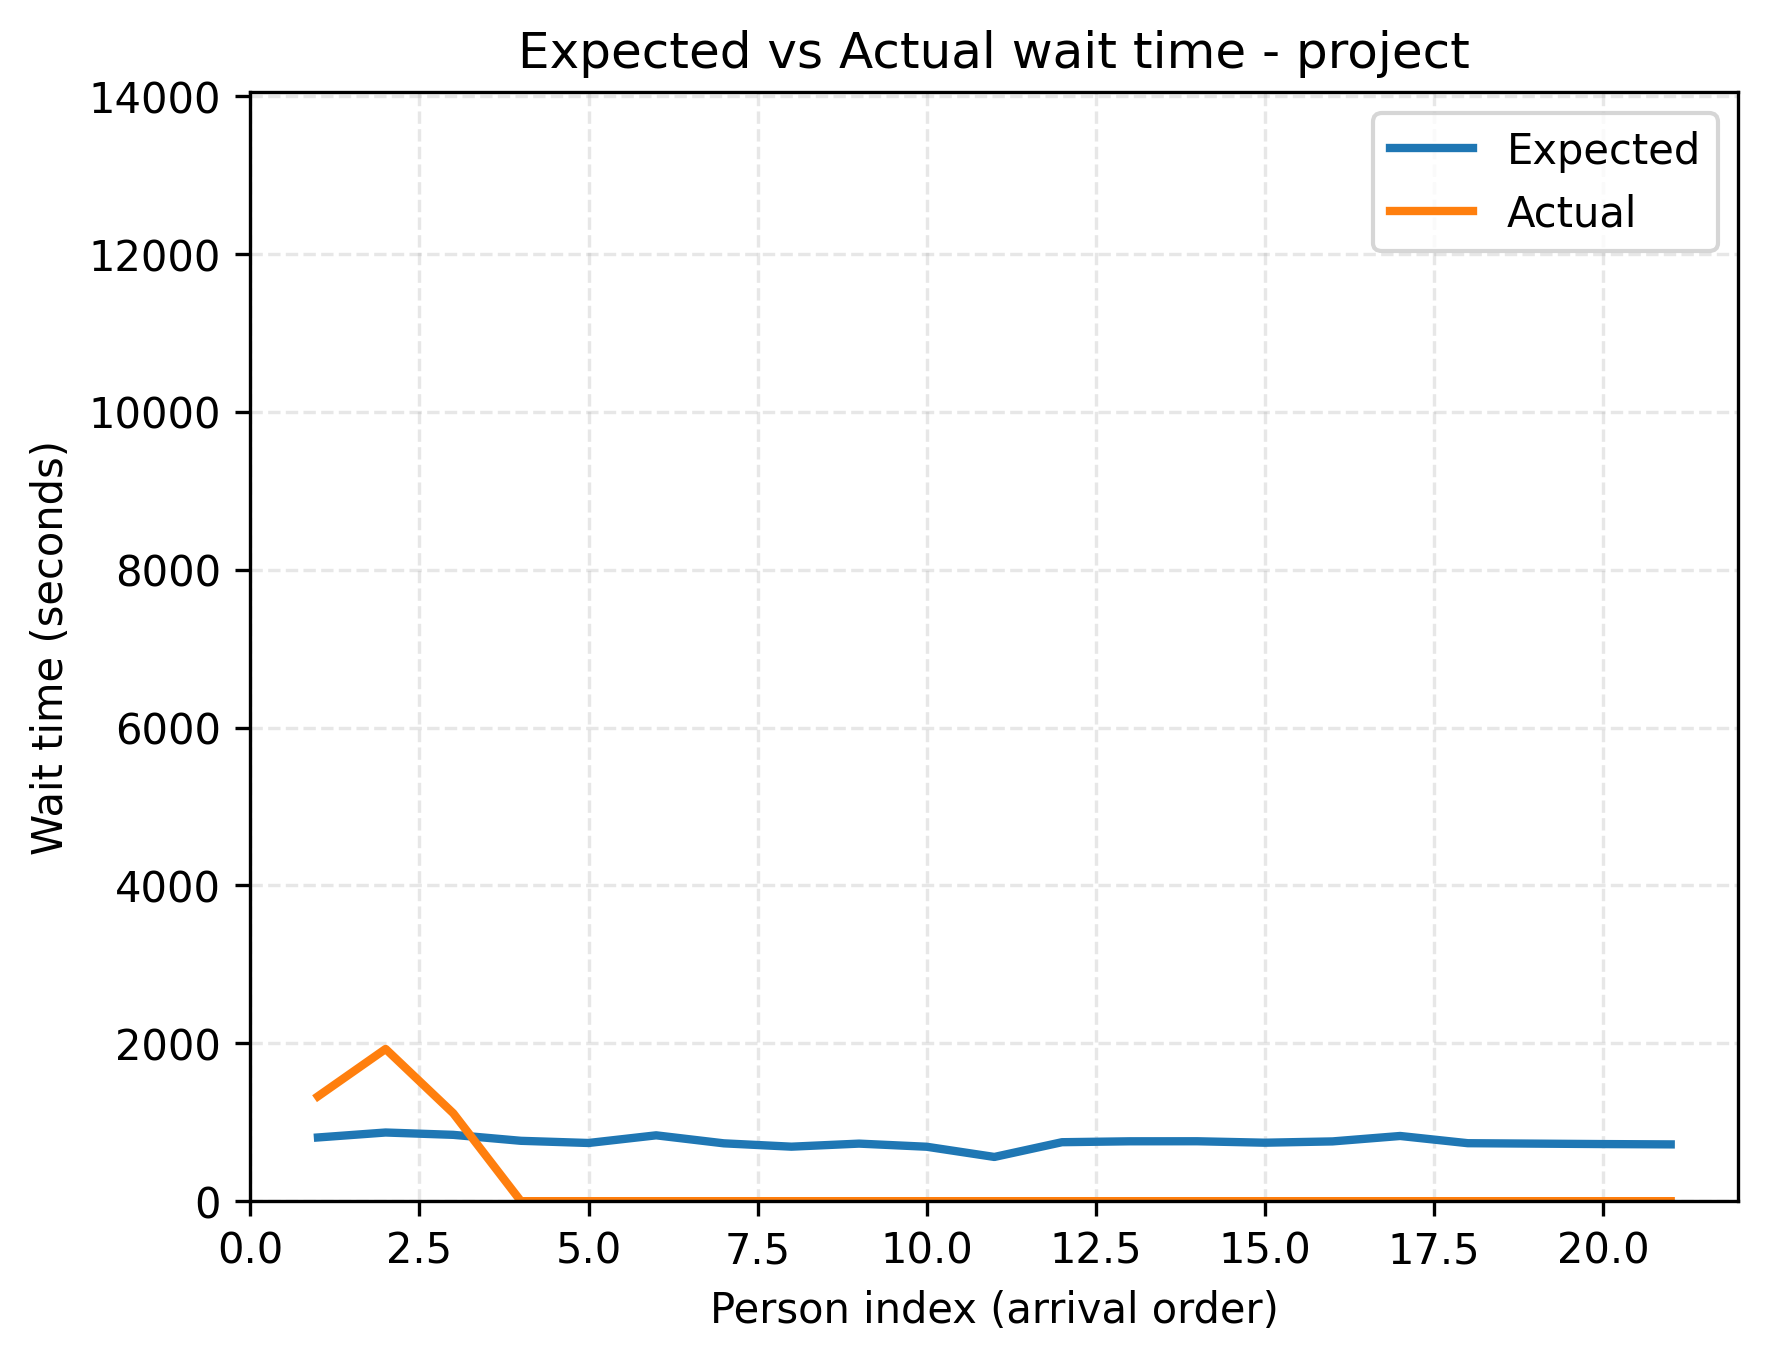 Expected vs Actual wait time - project
14000
12000
10000
8000
6000
4000
2000
0
Wait time (seconds)
Expected
Actual
0.0 2.5 5.0 7.5 10.0 12.5 15.0 17.5 20.0
Person index (arrival order)